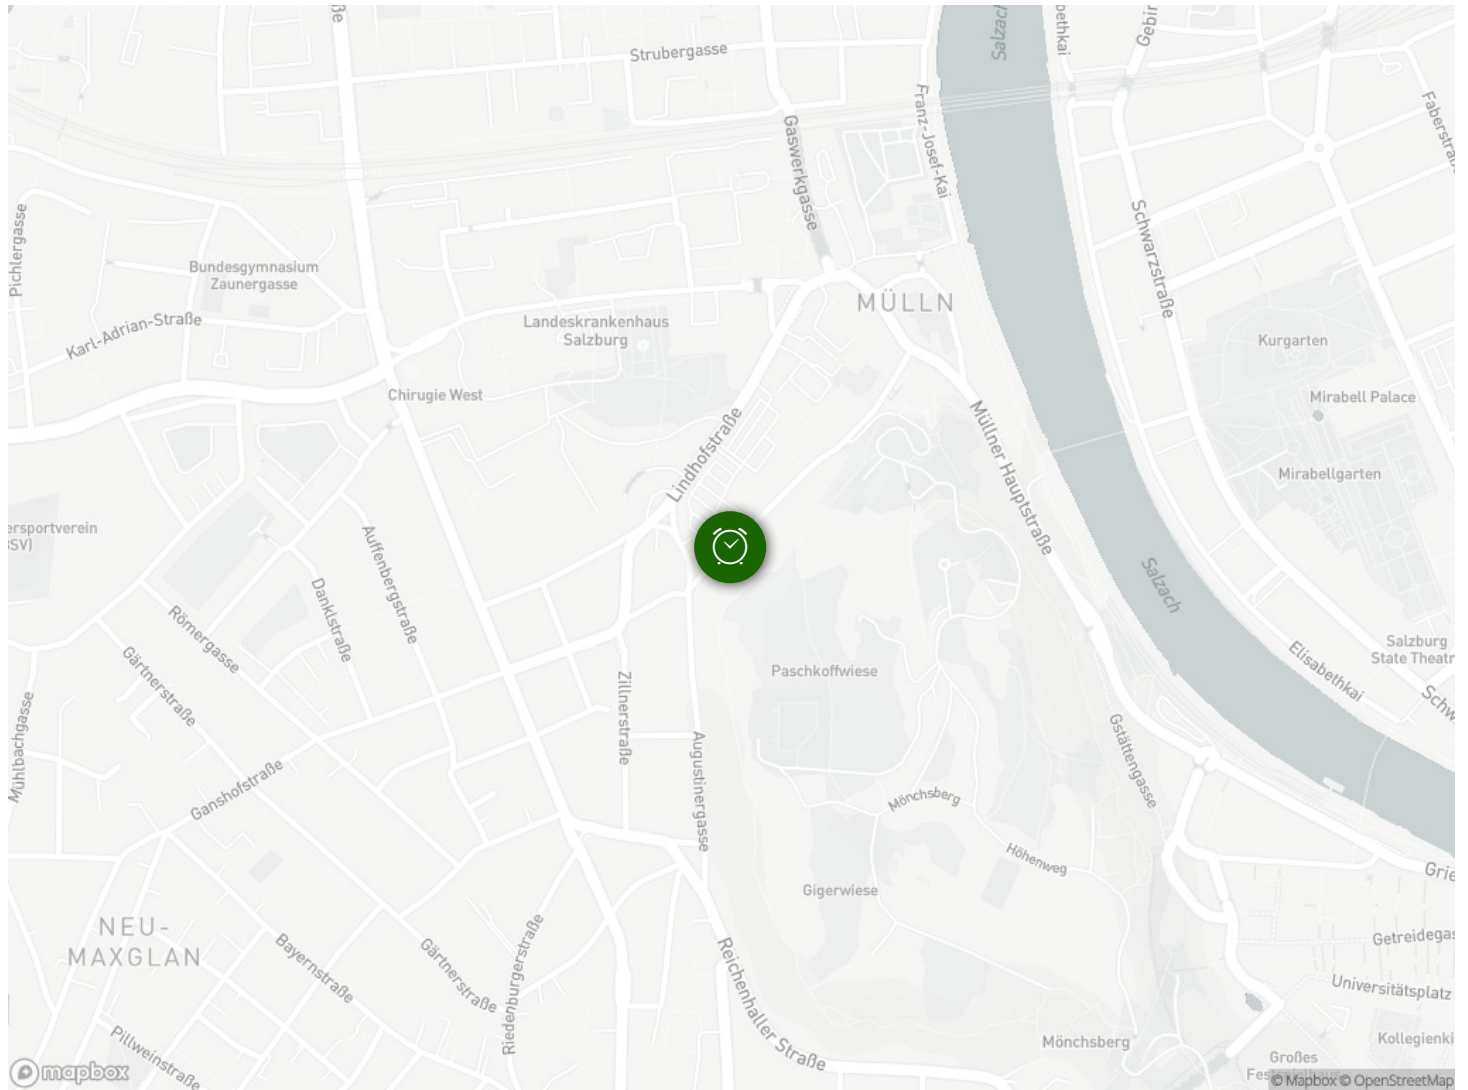 Strubergasse
Salzach
Gaswerkgasse
Franz-Josef-Kai
Schwarzstraße
Pichlergasse
Bundesgymnasium
Zaunergasse
Karl-Adrian-Straße
Landeskrankenhaus
Salzburg
MÜLLN
Kurgarten
Chirugie West
Mirabell Palace
Lindhofstraße
Müllner Hauptstraße
Mirabellgarten
ersportverein
Auffenbergstraße
Danklstraße
Römergasse
Gärtnerstraße
Salzach
Salzburg
State Theatr
Elisabethkai
Paschkoffwiese
Zillnerstraße
Augustinergasse
Mühlbachgasse
Ganshofstraße
Gstättengasse
Mönchsberg
Höhenweg
Gigerwiese
NEU-
MAXGLAN
Bayernstraße
Gärtnerstraße
Riedenburgerstraße
Reichenhaller Straße
Getreidegas
Universitätsplatz
Pillweinstraße
Mönchsberg
Kollegienki
Großes
mapbox
© Mapbox © OpenStreetMap